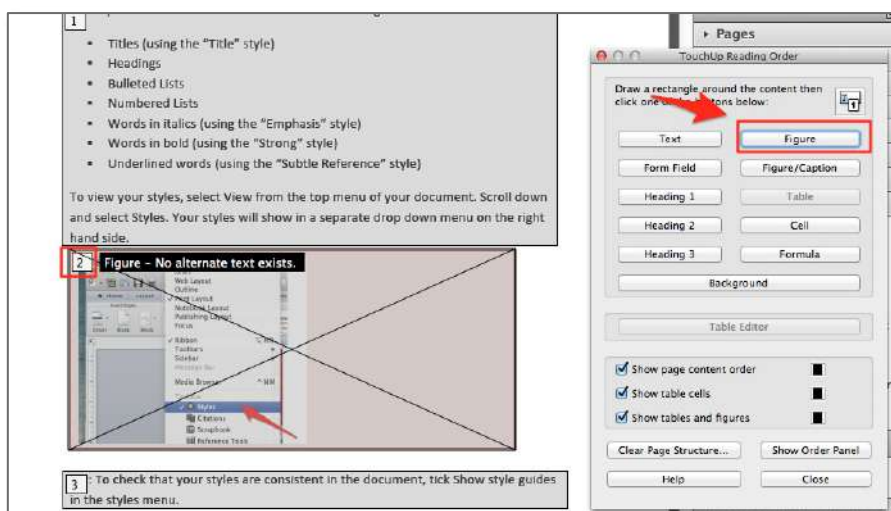 1
Titles (using the "Title" style)
Headings
Bulleted Lists
Numbered Lists
Words in italics (using the "Emphasis" style)
Words in bold (using the "Strong" style)
Underlined words (using the "Subtle Reference" style)
To view your styles, select View from the top menu of your document. Scroll down
and select Styles. Your styles will show in a separate drop down menu on the right
hand side.
2 Figure – No alternate text exists.
Web Layout
Outline
Print Layout
Notebook Layout
Publishing Layout
Focus
Ribbon
Toolbars
Sidebar
Media Browser
Styles
Citations
Scrapbook
Reference Tools
3 : To check that your styles are consistent in the document, tick Show style guides
in the styles menu.
Pages
TouchUp Reading Order
Draw a rectangle around the content then
click one of the buttons below:
Text
Figure
Form Field
Figure/Caption
Heading 1
Table
Heading 2
Cell
Heading 3
Formula
Background
Table Editor
Show page content order
Show table cells
Show tables and figures
Clear Page Structure...
Show Order Panel
Help
Close